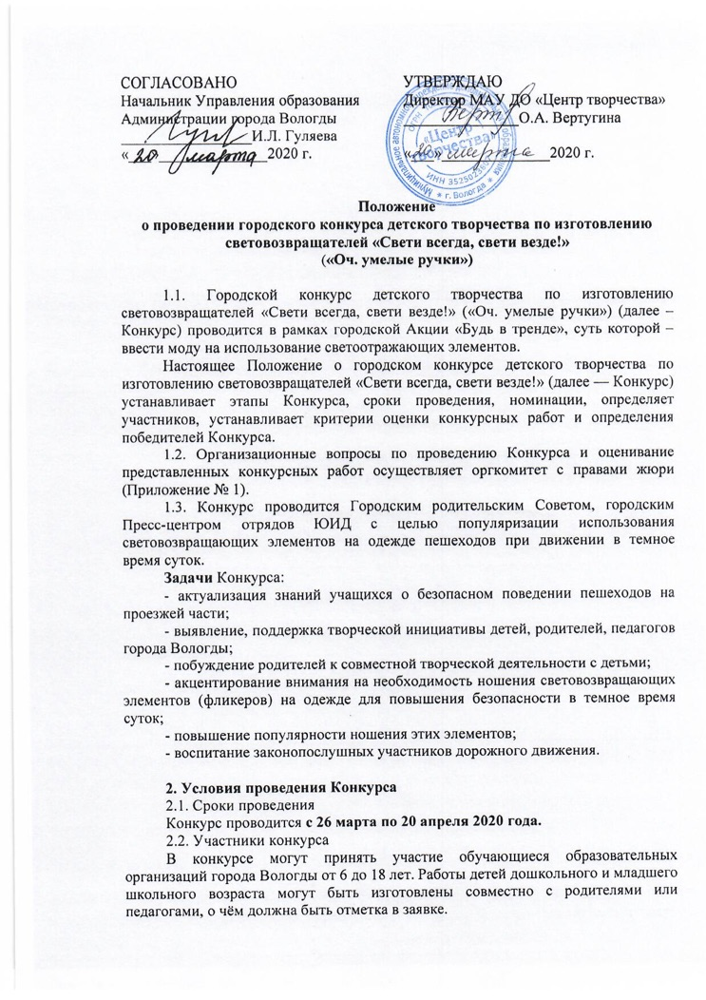 СОГЛАСОВАНО
Начальник Управления образования
Администрации города Вологды
И.Л. Гуляева
« 20 » марта 2020 г.
УТВЕРЖДАЮ
Директор МАУ ДО «Центр творчества»
О.А. Вертугина
« 20 » марта 2020 г.
«Центр
творчества»
г. Вологда
Положение
о проведении городского конкурса детского творчества по изготовлению
световозвращателей «Свети всегда, свети везде!»
(«Оч. умелые ручки»)
1.1. Городской конкурс детского творчества по изготовлению
световозвращателей «Свети всегда, свети везде!» («Оч. умелые ручки») (далее –
Конкурс) проводится в рамках городской Акции «Будь в тренде», суть которой –
ввести моду на использование светоотражающих элементов.
Настоящее Положение о городском конкурсе детского творчества по
изготовлению световозвращателей «Свети всегда, свети везде!» (далее — Конкурс)
устанавливает этапы Конкурса, сроки проведения, номинации, определяет
участников, устанавливает критерии оценки конкурсных работ и определения
победителей Конкурса.
1.2. Организационные вопросы по проведению Конкурса и оценивание
представленных конкурсных работ осуществляет оргкомитет с правами жюри
(Приложение № 1).
1.3. Конкурс проводится Городским родительским Советом, городским
Пресс-центром отрядов ЮИД с целью популяризации использования
световозвращающих элементов на одежде пешеходов при движении в темное
время суток.
Задачи Конкурса:
- актуализация знаний учащихся о безопасном поведении пешеходов на
проезжей части;
- выявление, поддержка творческой инициативы детей, родителей, педагогов
города Вологды;
- побуждение родителей к совместной творческой деятельности с детьми;
- акцентирование внимания на необходимость ношения световозвращающих
элементов (фликеров) на одежде для повышения безопасности в темное время
суток;
- повышение популярности ношения этих элементов;
- воспитание законопослушных участников дорожного движения.
2. Условия проведения Конкурса
2.1. Сроки проведения
Конкурс проводится с 26 марта по 20 апреля 2020 года.
2.2. Участники конкурса
В конкурсе могут принять участие обучающиеся образовательных
организаций города Вологды от 6 до 18 лет. Работы детей дошкольного и младшего
школьного возраста могут быть изготовлены совместно с родителями или
педагогами, о чём должна быть отметка в заявке.